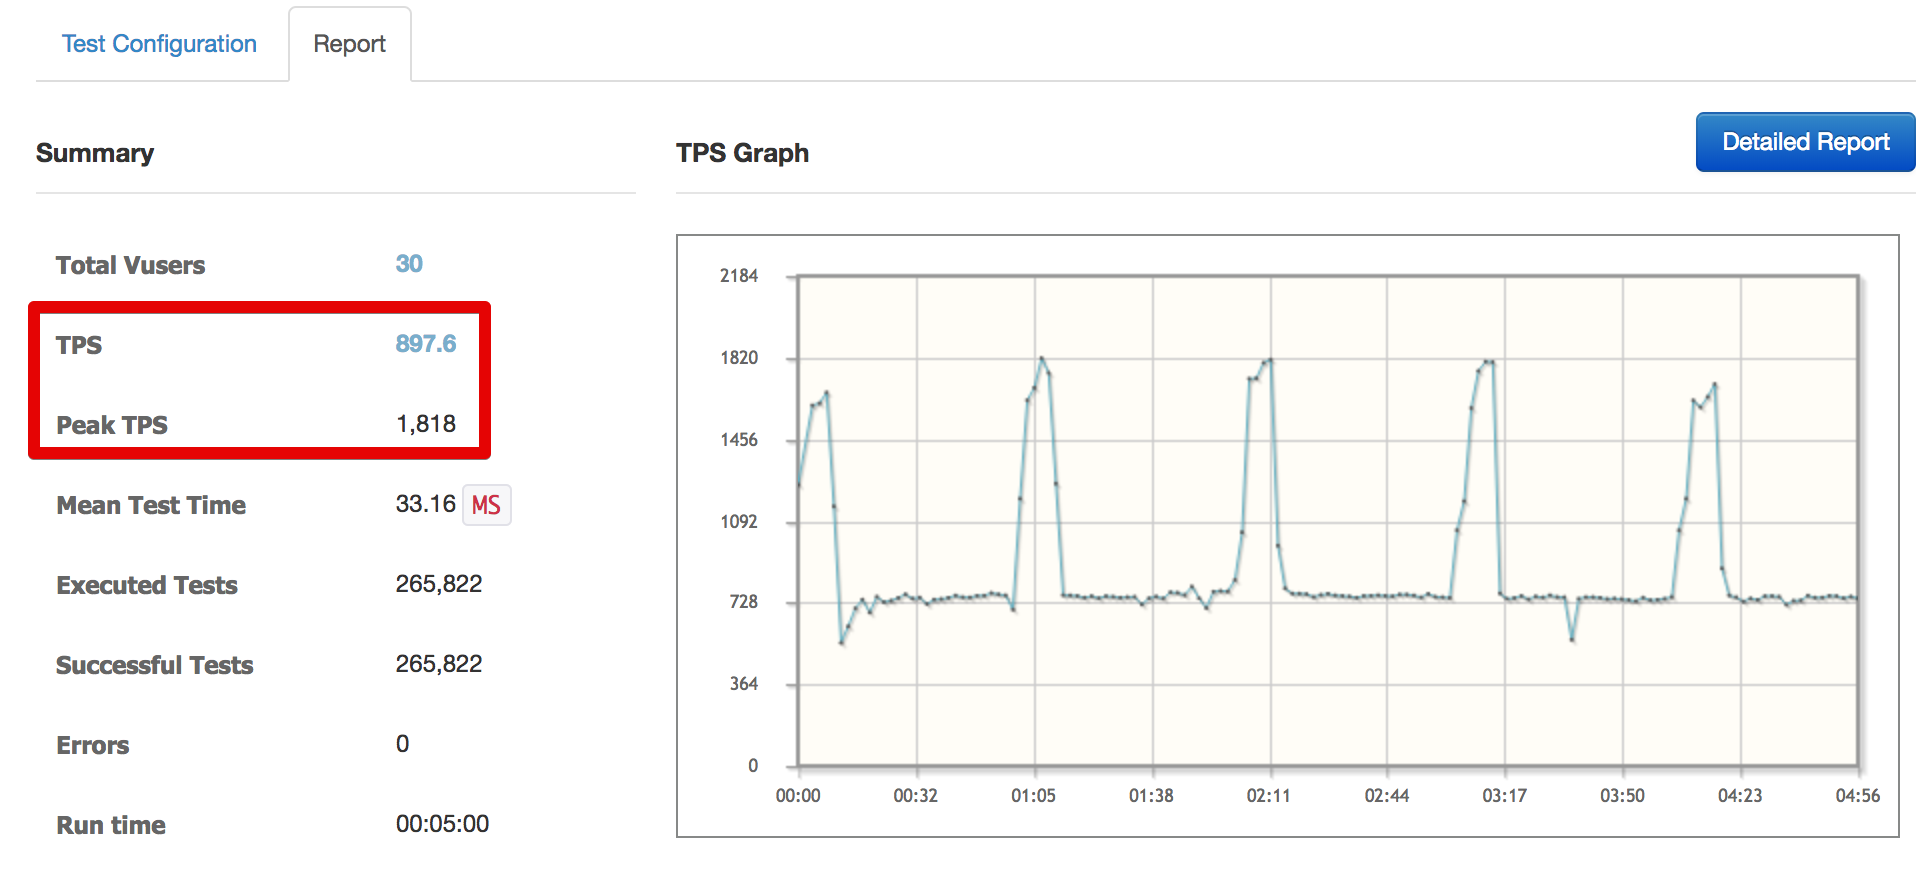 Test Configuration
Report
Summary
TPS Graph
Detailed Report
Total Vusers 30
TPS 897.6
Peak TPS 1,818
Mean Test Time 33.16 MS
Executed Tests 265,822
Successful Tests 265,822
Errors 0
Run time 00:05:00
2184
1820
1456
1092
728
364
0
00:00 00:32 01:05 01:38 02:11 02:44 03:17 03:50 04:23 04:56